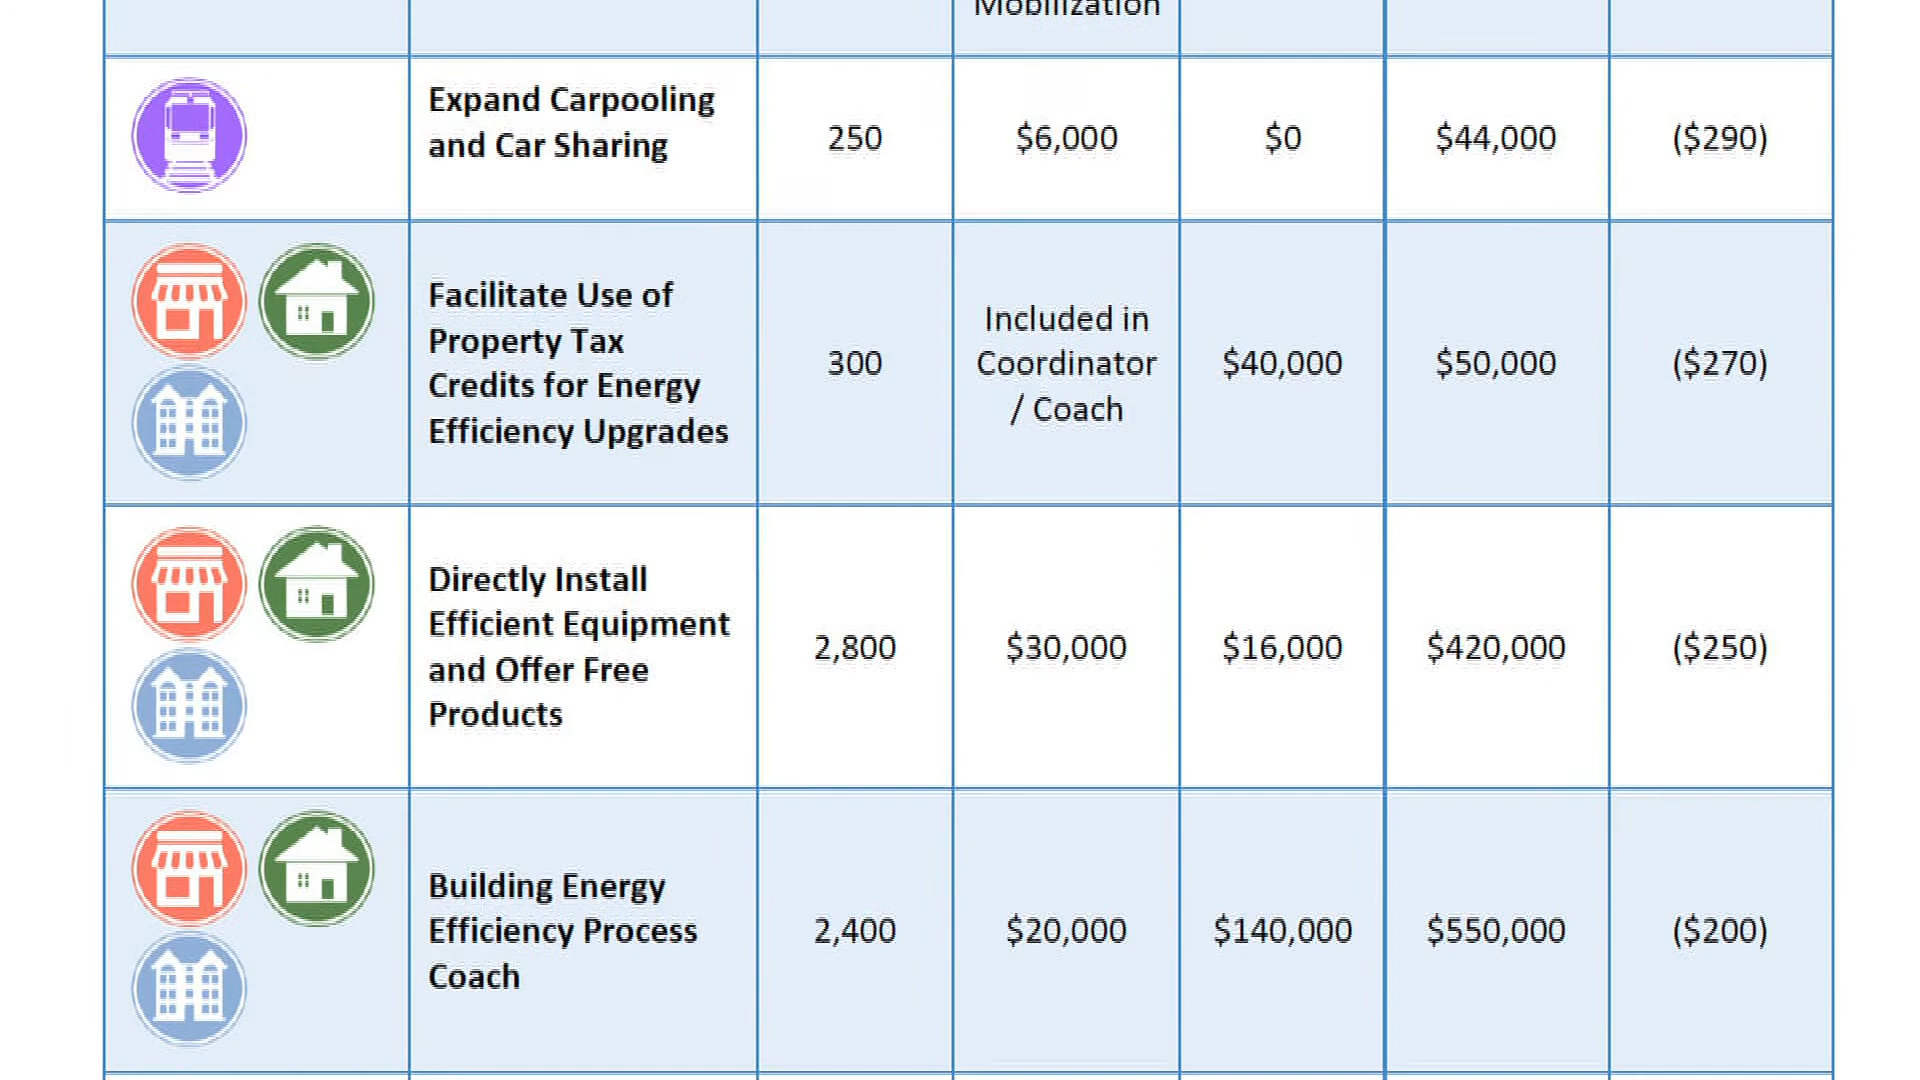 Mobilization
Expand Carpooling
and Car Sharing
250
$6,000
$0
$44,000
($290)
Facilitate Use of
Property Tax
Credits for Energy
Efficiency Upgrades
300
Included in
Coordinator
/ Coach
$40,000
$50,000
($270)
Directly Install
Efficient Equipment
and Offer Free
Products
2,800
$30,000
$16,000
$420,000
($250)
Building Energy
Efficiency Process
Coach
2,400
$20,000
$140,000
$550,000
($200)